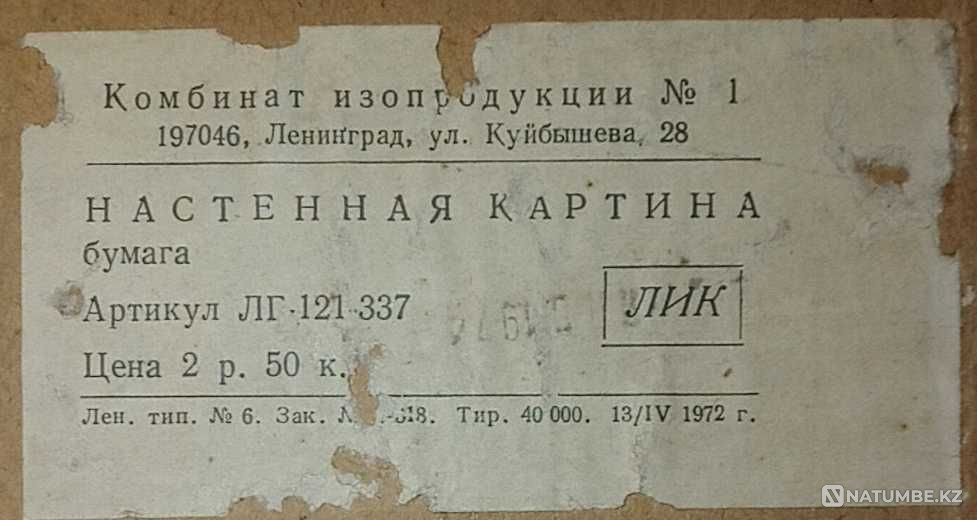 Комбинат изопродукции № 1
197046, Ленинград, ул. Куйбышева, 28
НАСТЕННАЯ КАРТИНА
бумага
Артикул ЛГ-121-337
ЛИК
Цена 2 р. 50 к.
Лен. тип. № 6. Зак. Тир. 40 000. 13/IV 1972 г.
NATUMBE.KZ